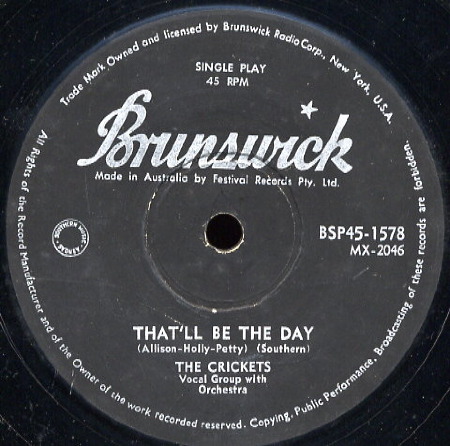 Trade Mark Owned and licensed by Brunswick Radio Corp., New York, U.S.A.
SINGLE PLAY
45 RPM
Brunswick
Made in Australia by Festival Records Pty. Ltd.
BSP45-1578
MX-2046
THAT'LL BE THE DAY
(Allison-Holly-Petty) (Southern)
THE CRICKETS
Vocal Group with
Orchestra
All Rights of the Record Manufacturer and of the Owner of the work recorded reserved. Copying, Public Performance, Broadcasting of these records are forbidden.